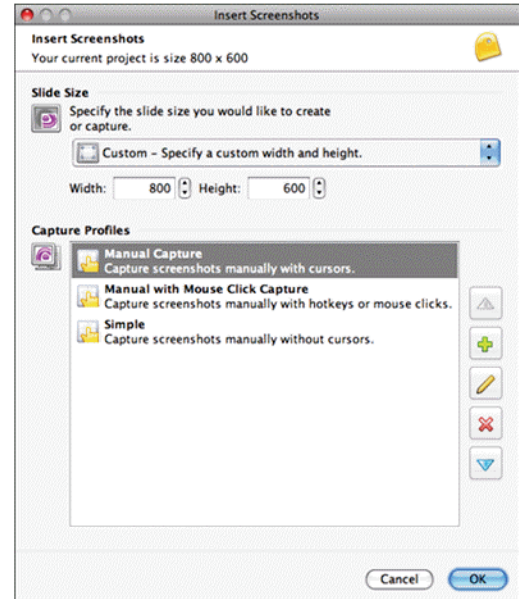 Insert Screenshots
Insert Screenshots
Your current project is size 800 x 600
Slide Size
Specify the slide size you would like to create
or capture.
Custom – Specify a custom width and height.
Width: 800 Height: 600
Capture Profiles
Manual Capture
Capture screenshots manually with cursors.
Manual with Mouse Click Capture
Capture screenshots manually with hotkeys or mouse clicks.
Simple
Capture screenshots manually without cursors.
Cancel OK